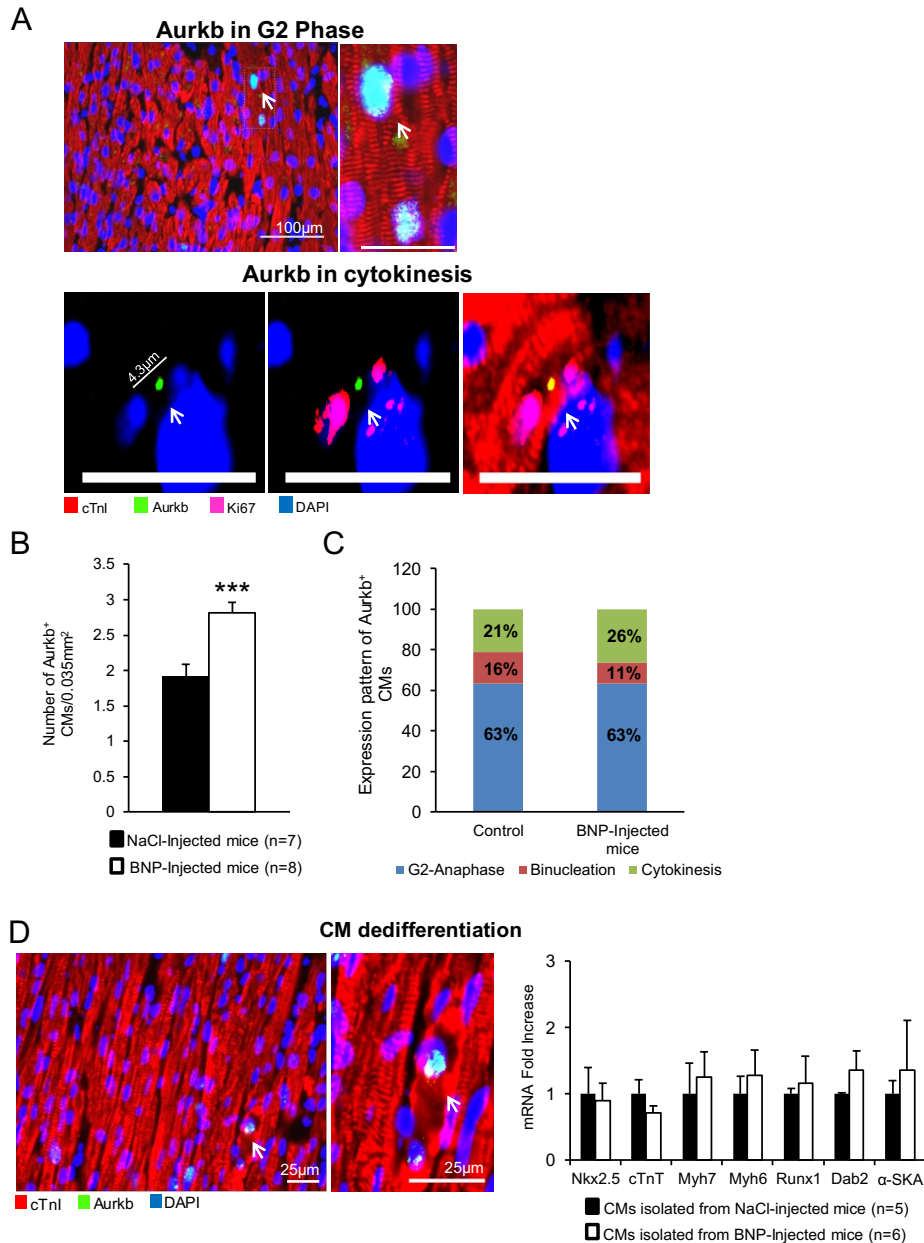 A
Aurkb in G2 Phase
100µm
Aurkb in cytokinesis
4.3µm
cTnI Aurkb Ki67 DAPI
B
Number of Aurkb+
CMs/0.035mm2
3.5
3
2.5
2
1.5
1
0.5
0
***
NaCl-Injected mice (n=7)
BNP-Injected mice (n=8)
C
Expression pattern of Aurkb+
CMs
120
100
80
60
40
20
0
21%
16%
63%
26%
11%
63%
Control
BNP-Injected
mice
G2-Anaphase Binucleation Cytokinesis
D
CM dedifferentiation
25µm
25µm
cTnI Aurkb DAPI
mRNA Fold Increase
3
2
1
0
Nkx2.5 cTnT Myh7 Myh6 Runx1 Dab2 α-SKA
CMs isolated from NaCl-injected mice (n=5)
CMs isolated from BNP-Injected mice (n=6)